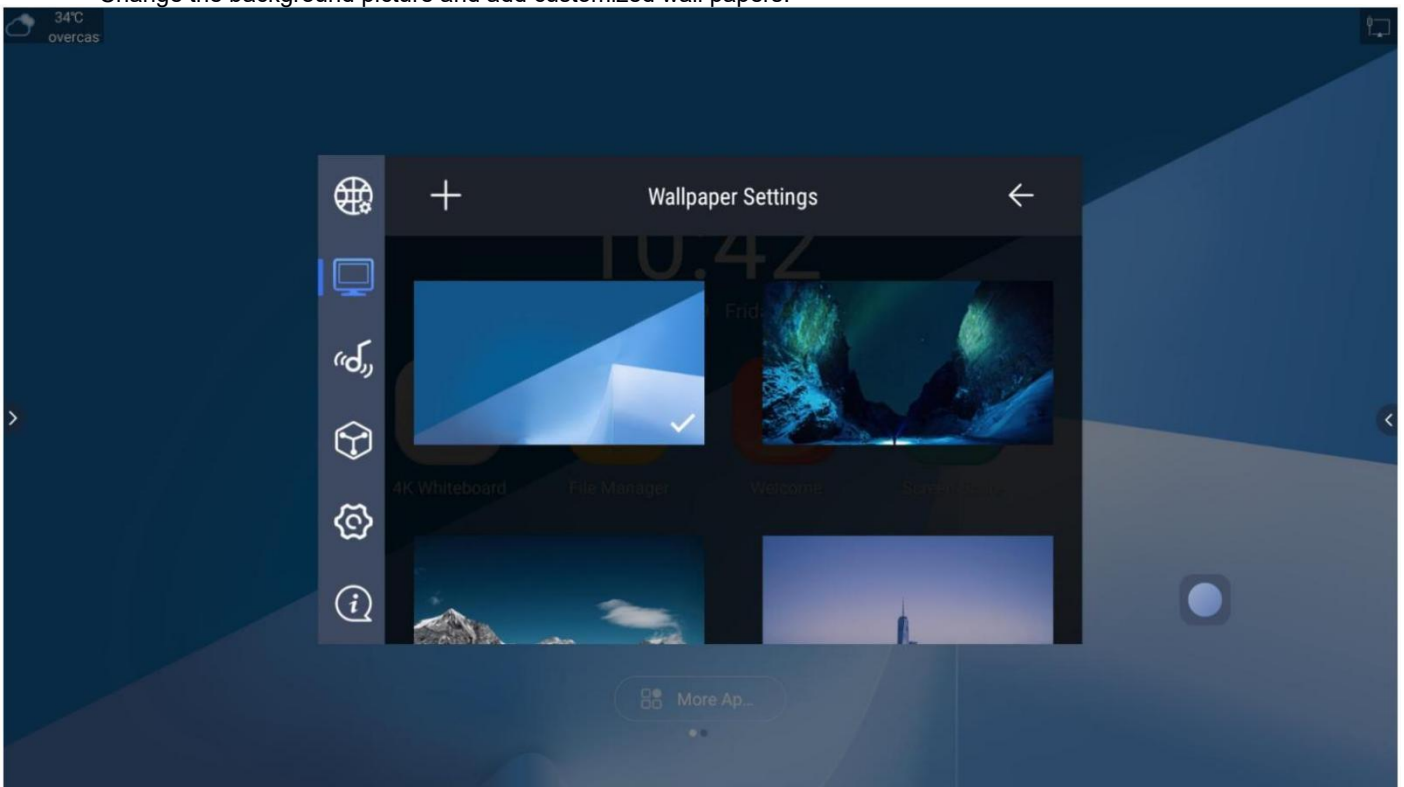 Change the background picture and add customized wall papers.
34℃
overcas
Wallpaper Settings
10:42
Frid
4K Whiteboard File Manager Welcome
More Ap...